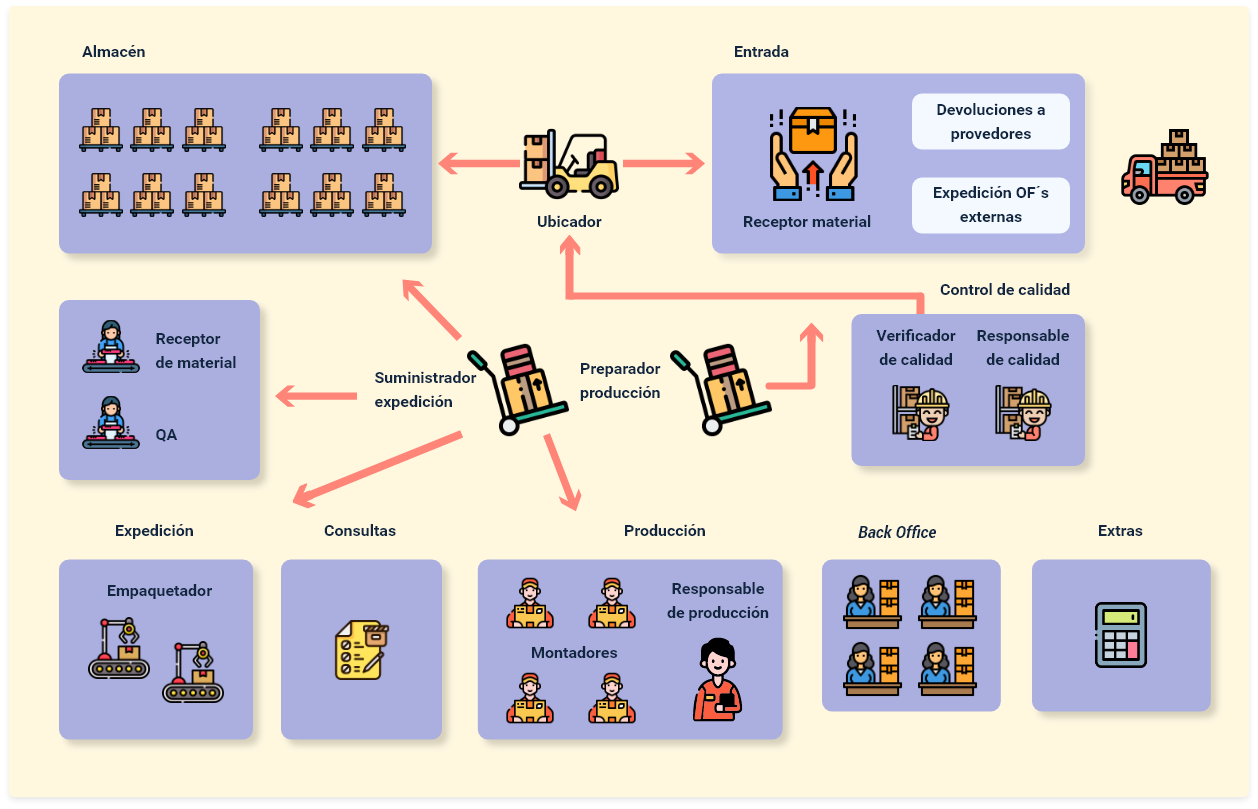 Almacén
Entrada
Devoluciones a
provedores
Expedición OF´s
externas
Ubicador
Receptor material
Control de calidad
Verificador
de calidad
Responsable
de calidad
Receptor
de material
QA
Suministrador
expedición
Preparador
producción
Expedición
Consultas
Producción
Back Office
Extras
Empaquetador
Responsable
de producción
Montadores